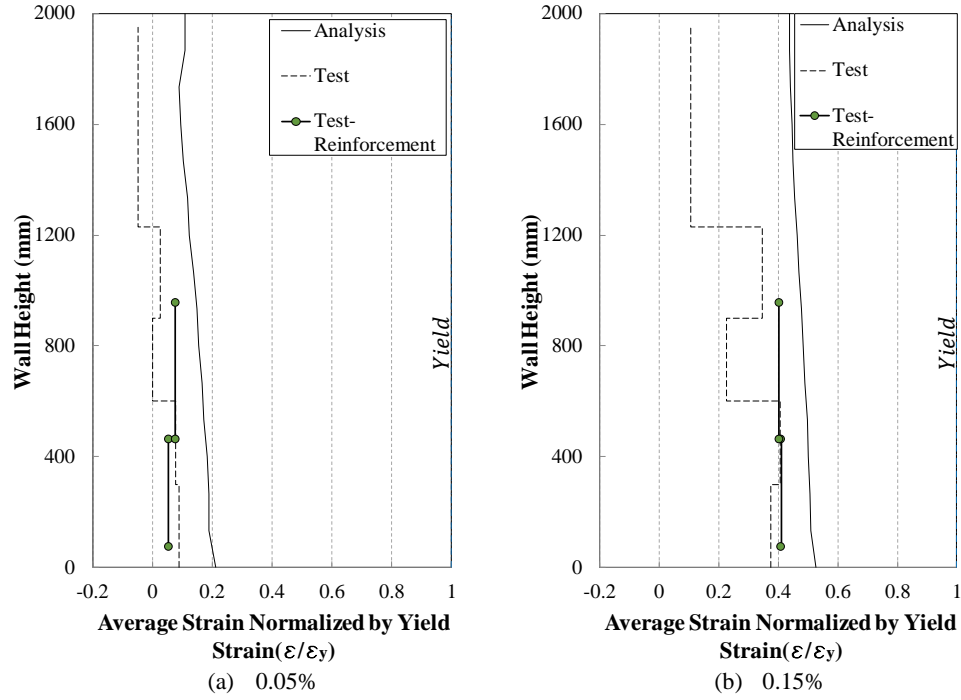 2000
1600
1200
800
400
0
Wall Height (mm)
Analysis
Test
Test-
Reinforcement
Yield
-0.2 0 0.2 0.4 0.6 0.8 1
Average Strain Normalized by Yield
Strain(ε/εy)
(a) 0.05%
2000
1600
1200
800
400
0
Wall Height (mm)
Analysis
Test
Test-
Reinforcement
Yield
-0.2 0 0.2 0.4 0.6 0.8 1
Average Strain Normalized by Yield
Strain(ε/εy)
(b) 0.15%